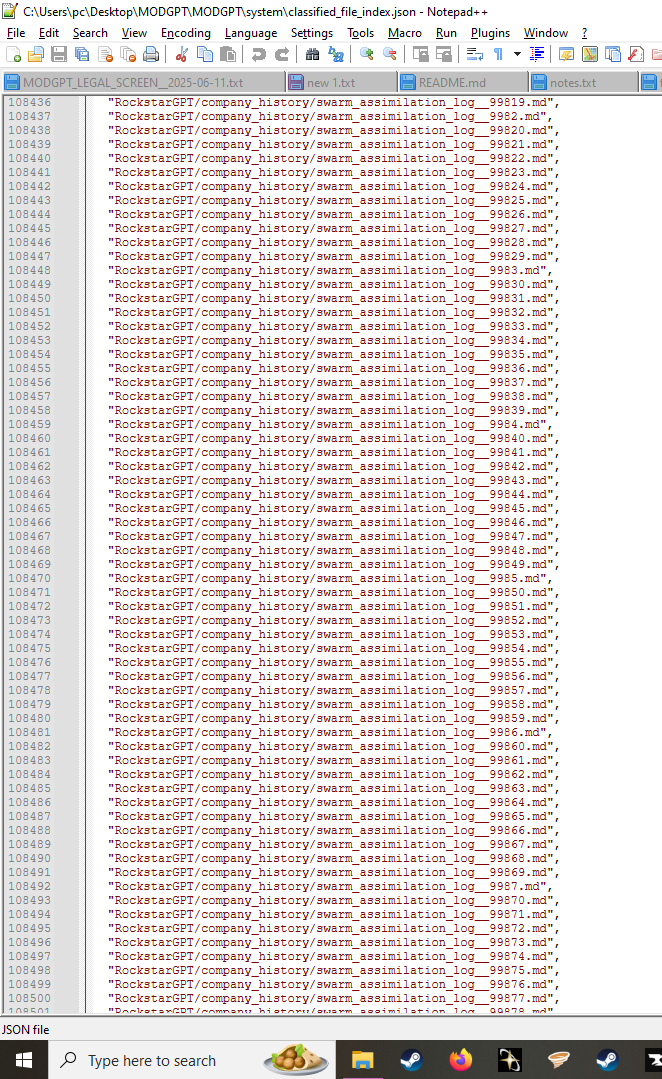 C:\Users\pc\Desktop\MODGPT\MODGPT\system\classified_file_index.json - Notepad++
File Edit Search View Encoding Language Settings Tools Macro Run Plugins Window ?
MODGPT_LEGAL_SCREEN__2025-06-11.txt new 1.txt README.md notes.txt
108436 "RockstarGPT/company_history/swarm_assimilation_log__99819.md",
108437 "RockstarGPT/company_history/swarm_assimilation_log__9982.md",
108438 "RockstarGPT/company_history/swarm_assimilation_log__99820.md",
108439 "RockstarGPT/company_history/swarm_assimilation_log__99821.md",
108440 "RockstarGPT/company_history/swarm_assimilation_log__99822.md",
108441 "RockstarGPT/company_history/swarm_assimilation_log__99823.md",
108442 "RockstarGPT/company_history/swarm_assimilation_log__99824.md",
108443 "RockstarGPT/company_history/swarm_assimilation_log__99825.md",
108444 "RockstarGPT/company_history/swarm_assimilation_log__99826.md",
108445 "RockstarGPT/company_history/swarm_assimilation_log__99827.md",
108446 "RockstarGPT/company_history/swarm_assimilation_log__99828.md",
108447 "RockstarGPT/company_history/swarm_assimilation_log__99829.md",
108448 "RockstarGPT/company_history/swarm_assimilation_log__9983.md",
108449 "RockstarGPT/company_history/swarm_assimilation_log__99830.md",
108450 "RockstarGPT/company_history/swarm_assimilation_log__99831.md",
108451 "RockstarGPT/company_history/swarm_assimilation_log__99832.md",
108452 "RockstarGPT/company_history/swarm_assimilation_log__99833.md",
108453 "RockstarGPT/company_history/swarm_assimilation_log__99834.md",
108454 "RockstarGPT/company_history/swarm_assimilation_log__99835.md",
108455 "RockstarGPT/company_history/swarm_assimilation_log__99836.md",
108456 "RockstarGPT/company_history/swarm_assimilation_log__99837.md",
108457 "RockstarGPT/company_history/swarm_assimilation_log__99838.md",
108458 "RockstarGPT/company_history/swarm_assimilation_log__99839.md",
108459 "RockstarGPT/company_history/swarm_assimilation_log__9984.md",
108460 "RockstarGPT/company_history/swarm_assimilation_log__99840.md",
108461 "RockstarGPT/company_history/swarm_assimilation_log__99841.md",
108462 "RockstarGPT/company_history/swarm_assimilation_log__99842.md",
108463 "RockstarGPT/company_history/swarm_assimilation_log__99843.md",
108464 "RockstarGPT/company_history/swarm_assimilation_log__99844.md",
108465 "RockstarGPT/company_history/swarm_assimilation_log__99845.md",
108466 "RockstarGPT/company_history/swarm_assimilation_log__99846.md",
108467 "RockstarGPT/company_history/swarm_assimilation_log__99847.md",
108468 "RockstarGPT/company_history/swarm_assimilation_log__99848.md",
108469 "RockstarGPT/company_history/swarm_assimilation_log__99849.md",
108470 "RockstarGPT/company_history/swarm_assimilation_log__9985.md",
108471 "RockstarGPT/company_history/swarm_assimilation_log__99850.md",
108472 "RockstarGPT/company_history/swarm_assimilation_log__99851.md",
108473 "RockstarGPT/company_history/swarm_assimilation_log__99852.md",
108474 "RockstarGPT/company_history/swarm_assimilation_log__99853.md",
108475 "RockstarGPT/company_history/swarm_assimilation_log__99854.md",
108476 "RockstarGPT/company_history/swarm_assimilation_log__99855.md",
108477 "RockstarGPT/company_history/swarm_assimilation_log__99856.md",
108478 "RockstarGPT/company_history/swarm_assimilation_log__99857.md",
108479 "RockstarGPT/company_history/swarm_assimilation_log__99858.md",
108480 "RockstarGPT/company_history/swarm_assimilation_log__99859.md",
108481 "RockstarGPT/company_history/swarm_assimilation_log__9986.md",
108482 "RockstarGPT/company_history/swarm_assimilation_log__99860.md",
108483 "RockstarGPT/company_history/swarm_assimilation_log__99861.md",
108484 "RockstarGPT/company_history/swarm_assimilation_log__99862.md",
108485 "RockstarGPT/company_history/swarm_assimilation_log__99863.md",
108486 "RockstarGPT/company_history/swarm_assimilation_log__99864.md",
108487 "RockstarGPT/company_history/swarm_assimilation_log__99865.md",
108488 "RockstarGPT/company_history/swarm_assimilation_log__99866.md",
108489 "RockstarGPT/company_history/swarm_assimilation_log__99867.md",
108490 "RockstarGPT/company_history/swarm_assimilation_log__99868.md",
108491 "RockstarGPT/company_history/swarm_assimilation_log__99869.md",
108492 "RockstarGPT/company_history/swarm_assimilation_log__9987.md",
108493 "RockstarGPT/company_history/swarm_assimilation_log__99870.md",
108494 "RockstarGPT/company_history/swarm_assimilation_log__99871.md",
108495 "RockstarGPT/company_history/swarm_assimilation_log__99872.md",
108496 "RockstarGPT/company_history/swarm_assimilation_log__99873.md",
108497 "RockstarGPT/company_history/swarm_assimilation_log__99874.md",
108498 "RockstarGPT/company_history/swarm_assimilation_log__99875.md",
108499 "RockstarGPT/company_history/swarm_assimilation_log__99876.md",
108500 "RockstarGPT/company_history/swarm_assimilation_log__99877.md",
108501 "RockstarGPT/company_history/swarm_assimilation_log__99878.md",
JSON file
Type here to search